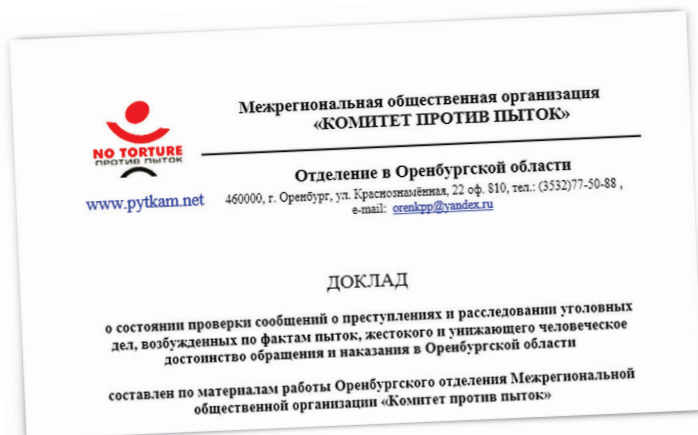 Межрегиональная общественная организация
«КОМИТЕТ ПРОТИВ ПЫТОК»
NO TORTURE
ПРОТИВ ПЫТОК
www.pytkam.net
Отделение в Оренбургской области
460000, г. Оренбург, ул. Краснознамённая, 22 оф. 810, тел.: (3532)77-50-88 ,
e-mail: orenkpp@yandex.ru
ДОКЛАД
о состоянии проверки сообщений о преступлениях и расследовании уголовных
дел, возбужденных по фактам пыток, жестокого и унижающего человеческое
достоинство обращения и наказания в Оренбургской области
составлен по материалам работы Оренбургского отделения Межрегиональной
общественной организации «Комитет против пыток»